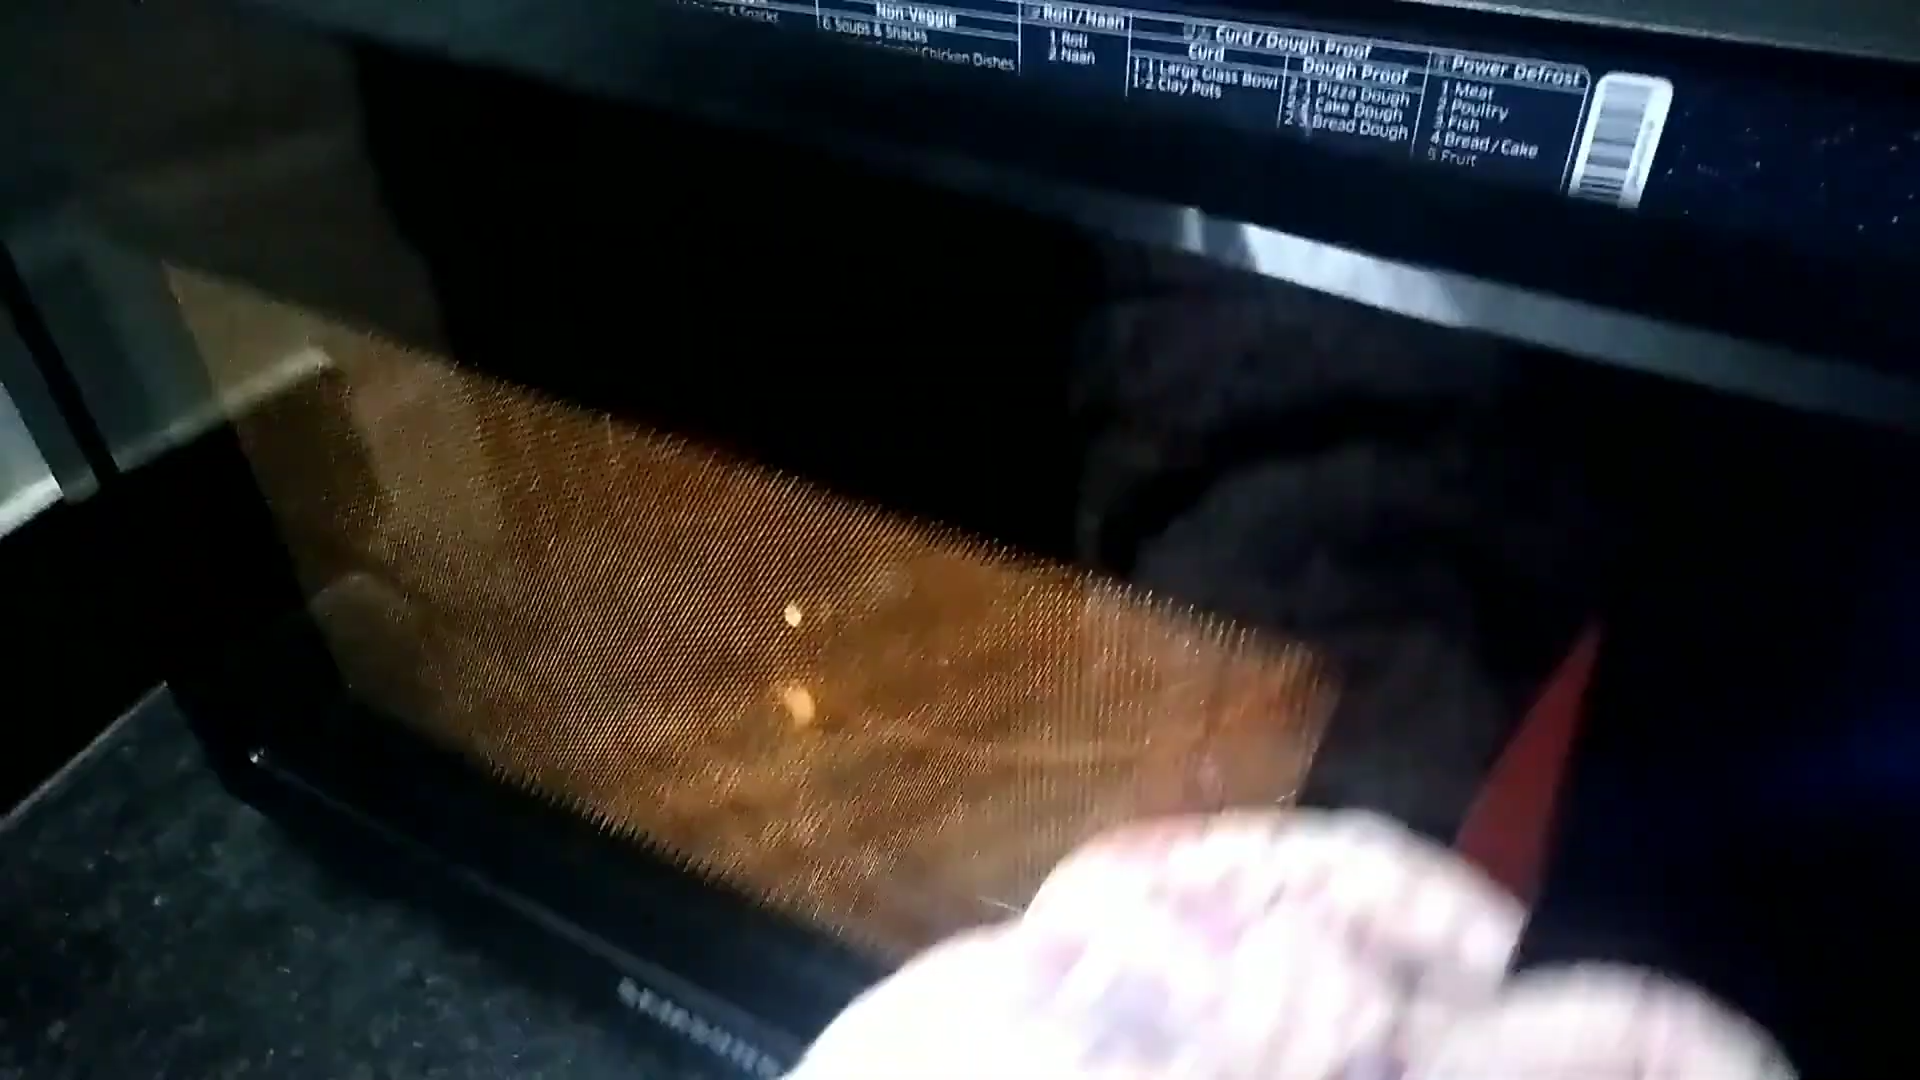 & Snacks
Non-Veggie
6 Soups & Snacks
Chicken Dishes
Roti / Naan
1 Roti
2 Naan
Curd / Dough Proof
Curd
1-1 Large Glass Bowl
1-2 Clay Pots
Dough Proof
2-1 Pizza Dough
2-2 Cake Dough
2-3 Bread Dough
Power Defrost
1 Meat
2 Poultry
3 Fish
4 Bread / Cake
5 Fruit
SAMSUNG